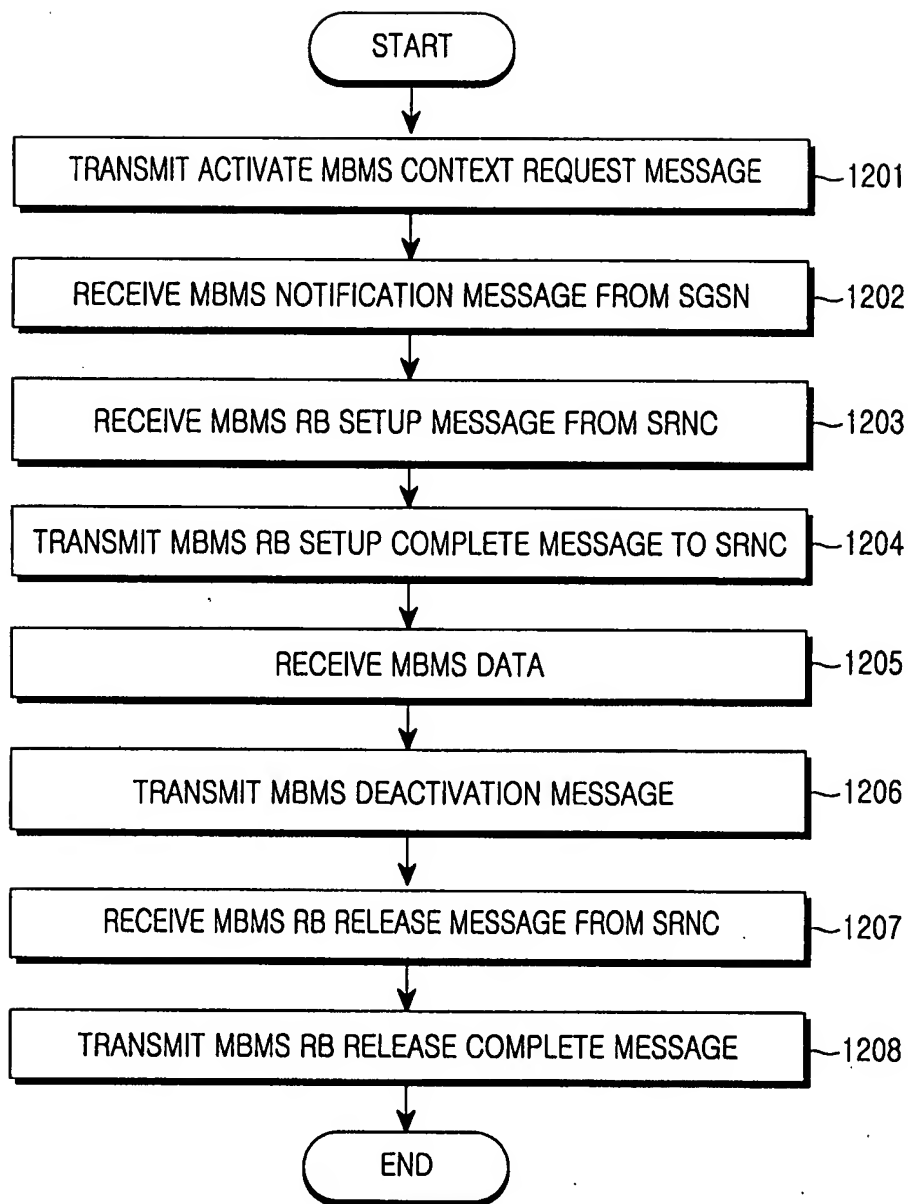 START
TRANSMIT ACTIVATE MBMS CONTEXT REQUEST MESSAGE 1201
RECEIVE MBMS NOTIFICATION MESSAGE FROM SGSN 1202
RECEIVE MBMS RB SETUP MESSAGE FROM SRNC 1203
TRANSMIT MBMS RB SETUP COMPLETE MESSAGE TO SRNC 1204
RECEIVE MBMS DATA 1205
TRANSMIT MBMS DEACTIVATION MESSAGE 1206
RECEIVE MBMS RB RELEASE MESSAGE FROM SRNC 1207
TRANSMIT MBMS RB RELEASE COMPLETE MESSAGE 1208
END